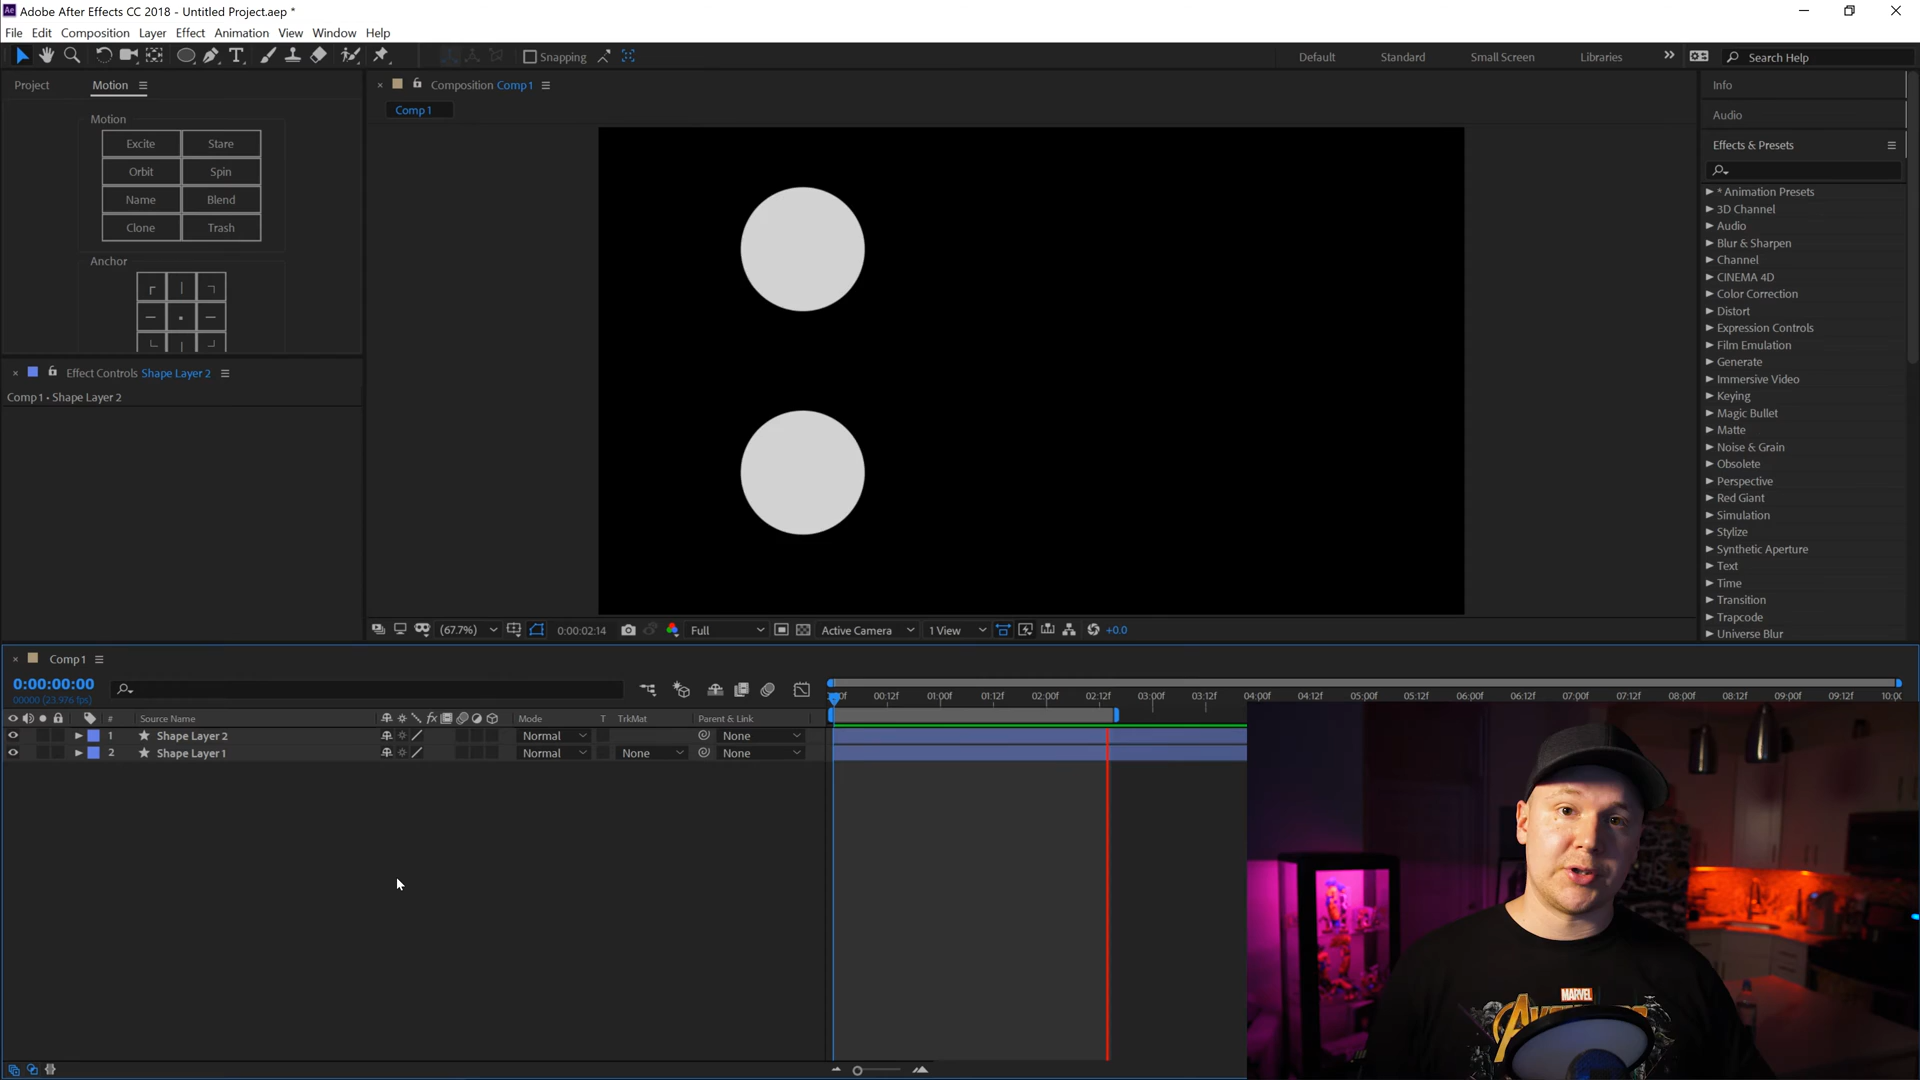 Ae Adobe After Effects CC 2018 - Untitled Project.aep *
File Edit Composition Layer Effect Animation View Window Help
Snapping Default Standard Small Screen Libraries Search Help
Project Motion
Motion
Excite Stare
Orbit Spin
Name Blend
Clone Trash
Anchor
Effect Controls Shape Layer 2
Comp 1 • Shape Layer 2
Composition Comp 1
Comp 1
(67.7%) 0:00:02:14 Full Active Camera 1 View +0.0
Info
Audio
Effects & Presets
* Animation Presets
3D Channel
Audio
Blur & Sharpen
Channel
CINEMA 4D
Color Correction
Distort
Expression Controls
Film Emulation
Generate
Immersive Video
Keying
Magic Bullet
Matte
Noise & Grain
Obsolete
Perspective
Red Giant
Simulation
Stylize
Synthetic Aperture
Text
Time
Transition
Trapcode
Universe Blur
Comp 1
0:00:00:00
00000 (23.976 fps)
00:12f 01:00f 01:12f 02:00f 02:12f 03:00f 03:12f 04:00f 04:12f 05:00f 05:12f 06:00f 06:12f 07:00f 07:12f 08:00f 08:12f 09:00f 09:12f
# Source Name Mode T TrkMat Parent & Link
1 Shape Layer 2 Normal None
2 Shape Layer 1 Normal None None
MARVEL